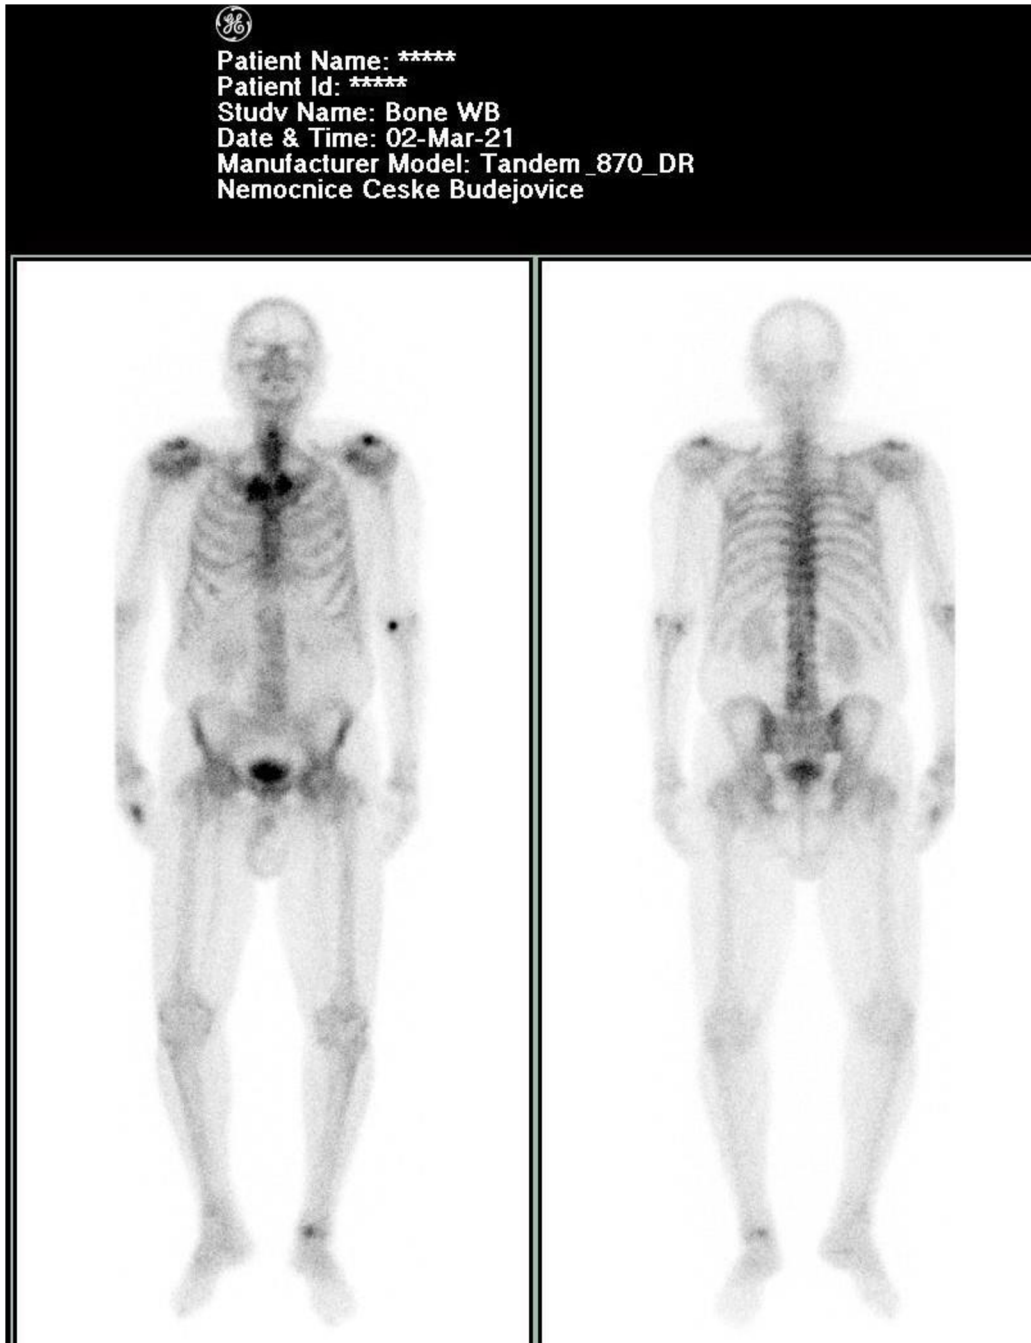 GE
Patient Name: *****
Patient Id: *****
Studv Name: Bone WB
Date & Time: 02-Mar-21
Manufacturer Model: Tandem_870_DR
Nemocnice Ceske Budejovice